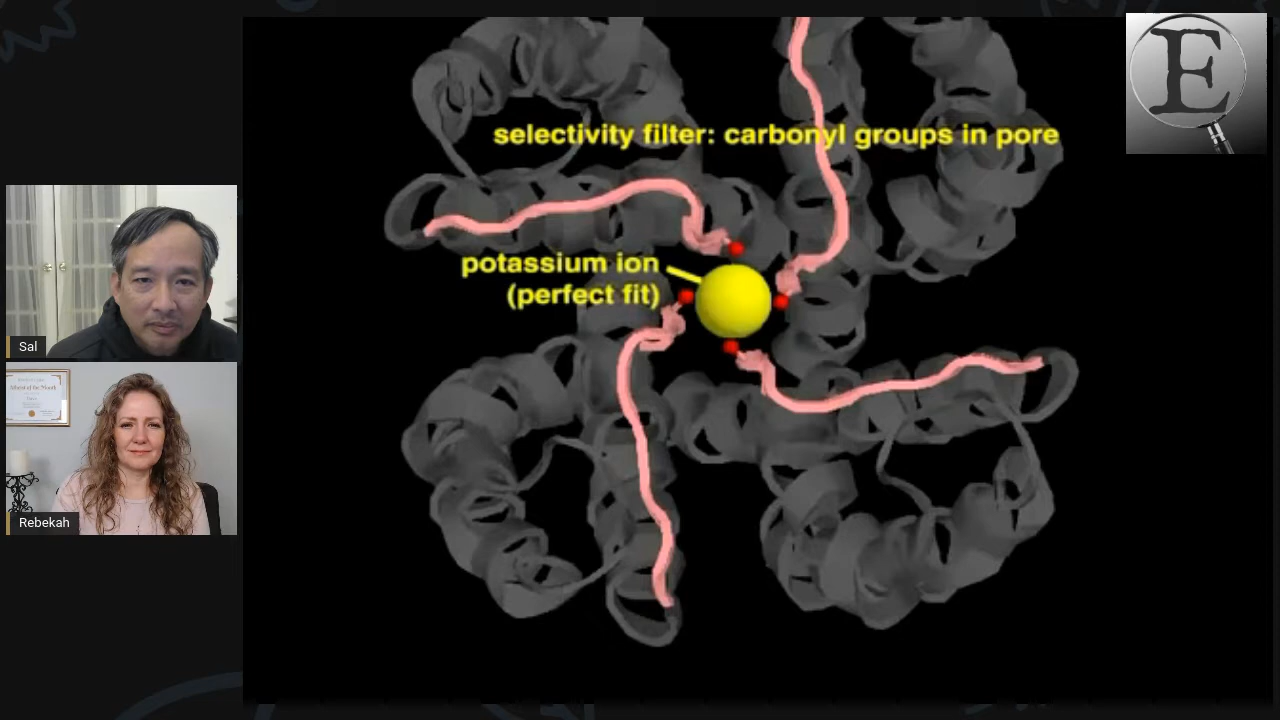 E
selectivity filter: carbonyl groups in pore
potassium ion
(perfect fit)
Sal
Rebekah